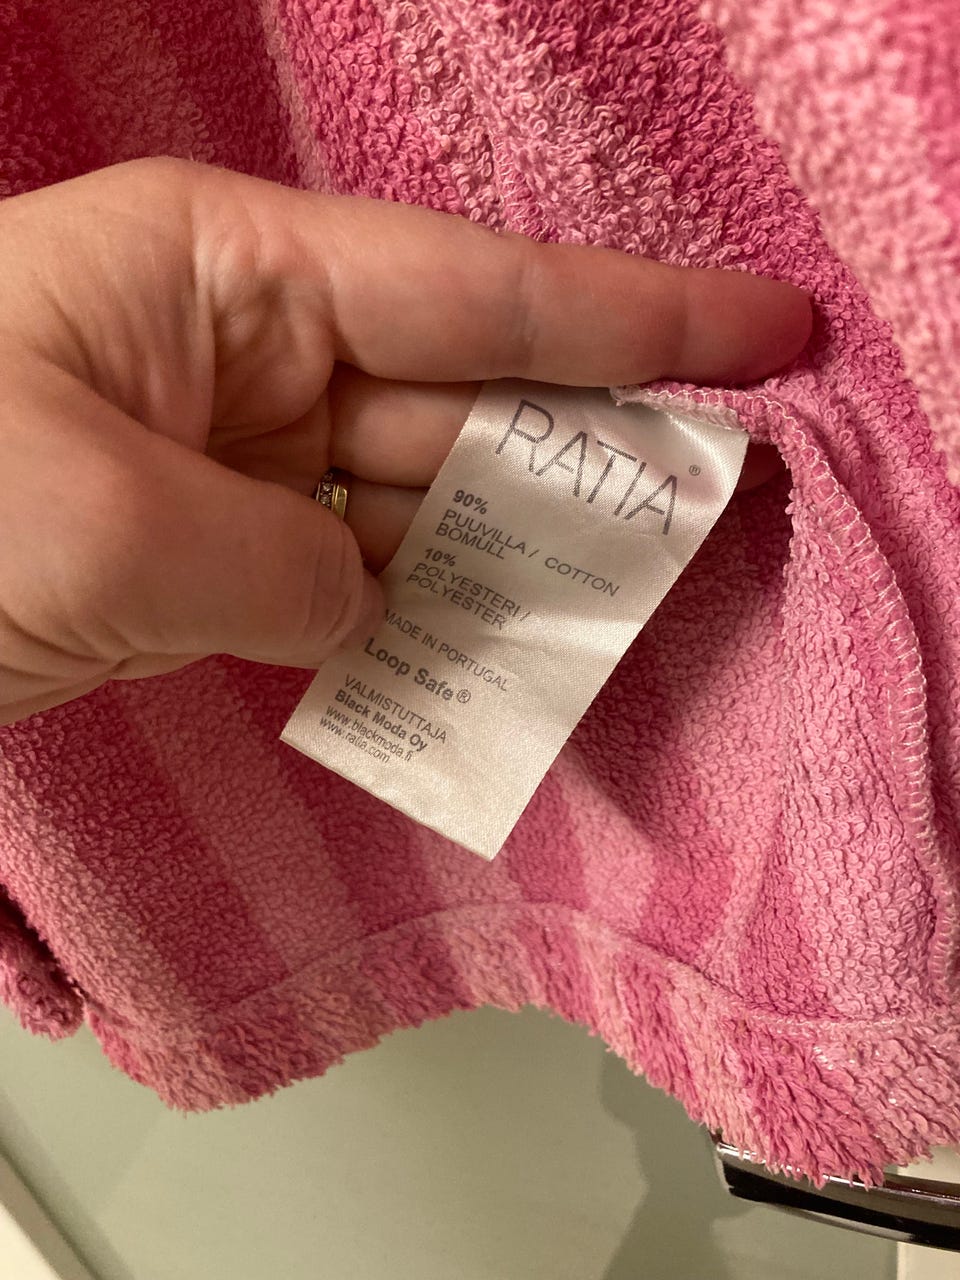 RATIA®
90%
PUUVILLA / COTTON
BOMULL
10%
POLYESTERI /
POLYESTER
MADE IN PORTUGAL
Loop Safe®
VALMISTUTTAJA
Black Moda Oy
www.blackmoda.fi
www.ratia.com